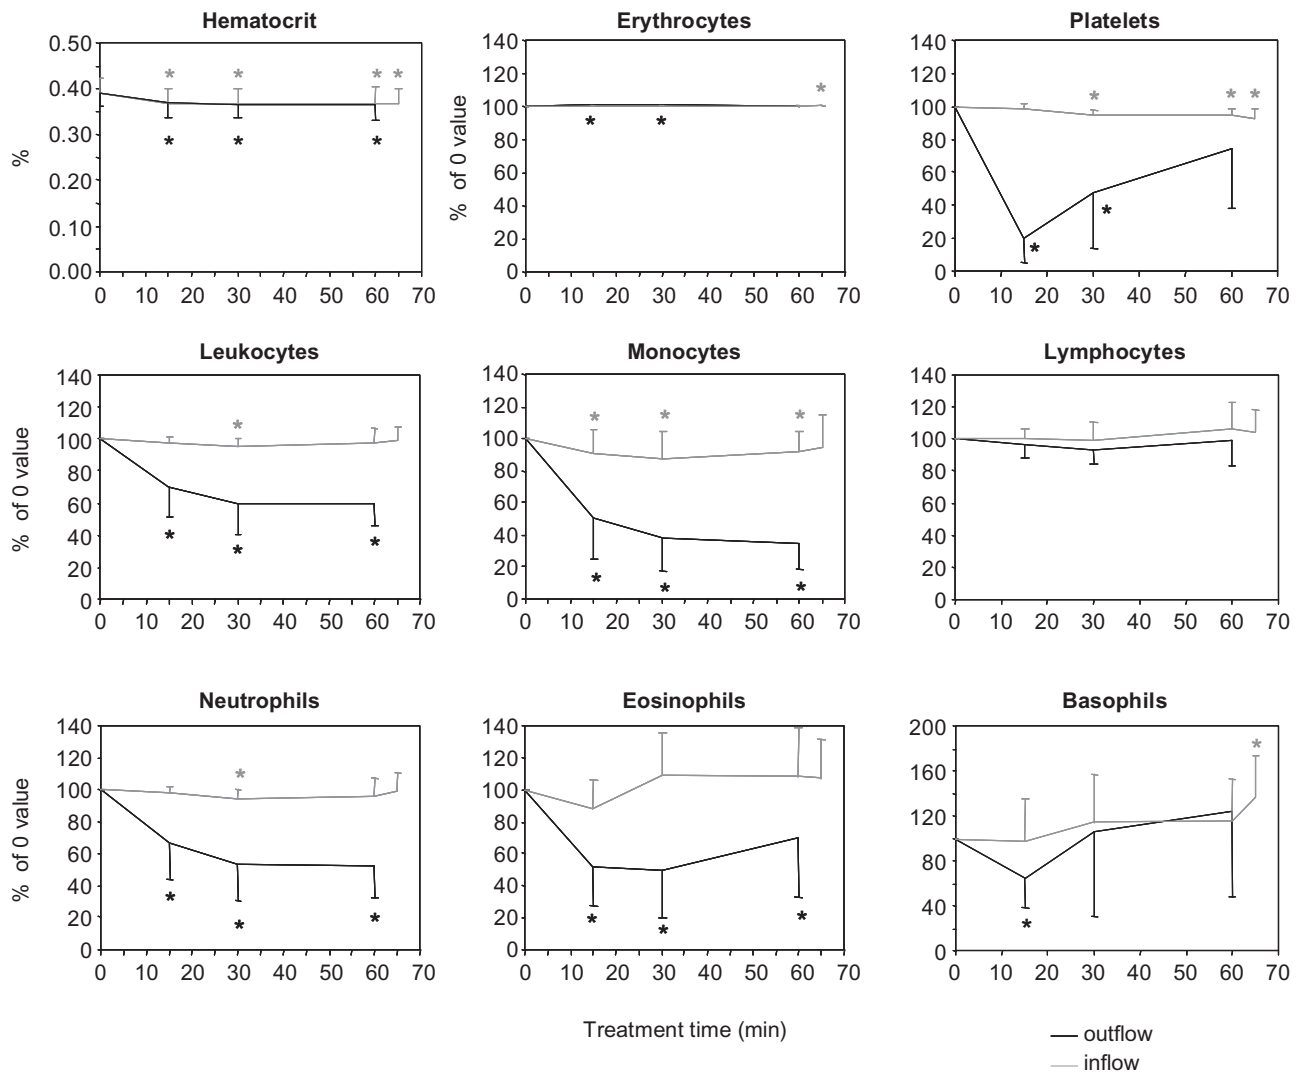 Hematocrit Erythrocytes Platelets
0.50
0.40
0.30
0.20
0.10
0.00
%
0 10 20 30 40 50 60 70
* * * *
* * *
140
120
100
80
60
40
20
0
% of 0 value
0 10 20 30 40 50 60 70
*
* *
140
120
100
80
60
40
20
0
0 10 20 30 40 50 60 70
* * *
* *
Leukocytes Monocytes Lymphocytes
140
120
100
80
60
40
20
0
% of 0 value
0 10 20 30 40 50 60 70
*
* * *
140
120
100
80
60
40
20
0
0 10 20 30 40 50 60 70
* * *
* * *
140
120
100
80
60
40
20
0
0 10 20 30 40 50 60 70
Neutrophils Eosinophils Basophils
140
120
100
80
60
40
20
0
% of 0 value
0 10 20 30 40 50 60 70
*
* * *
140
120
100
80
60
40
20
0
0 10 20 30 40 50 60 70
* * *
200
160
120
80
40
0
0 10 20 30 40 50 60 70
*
*
Treatment time (min)
outflow
inflow